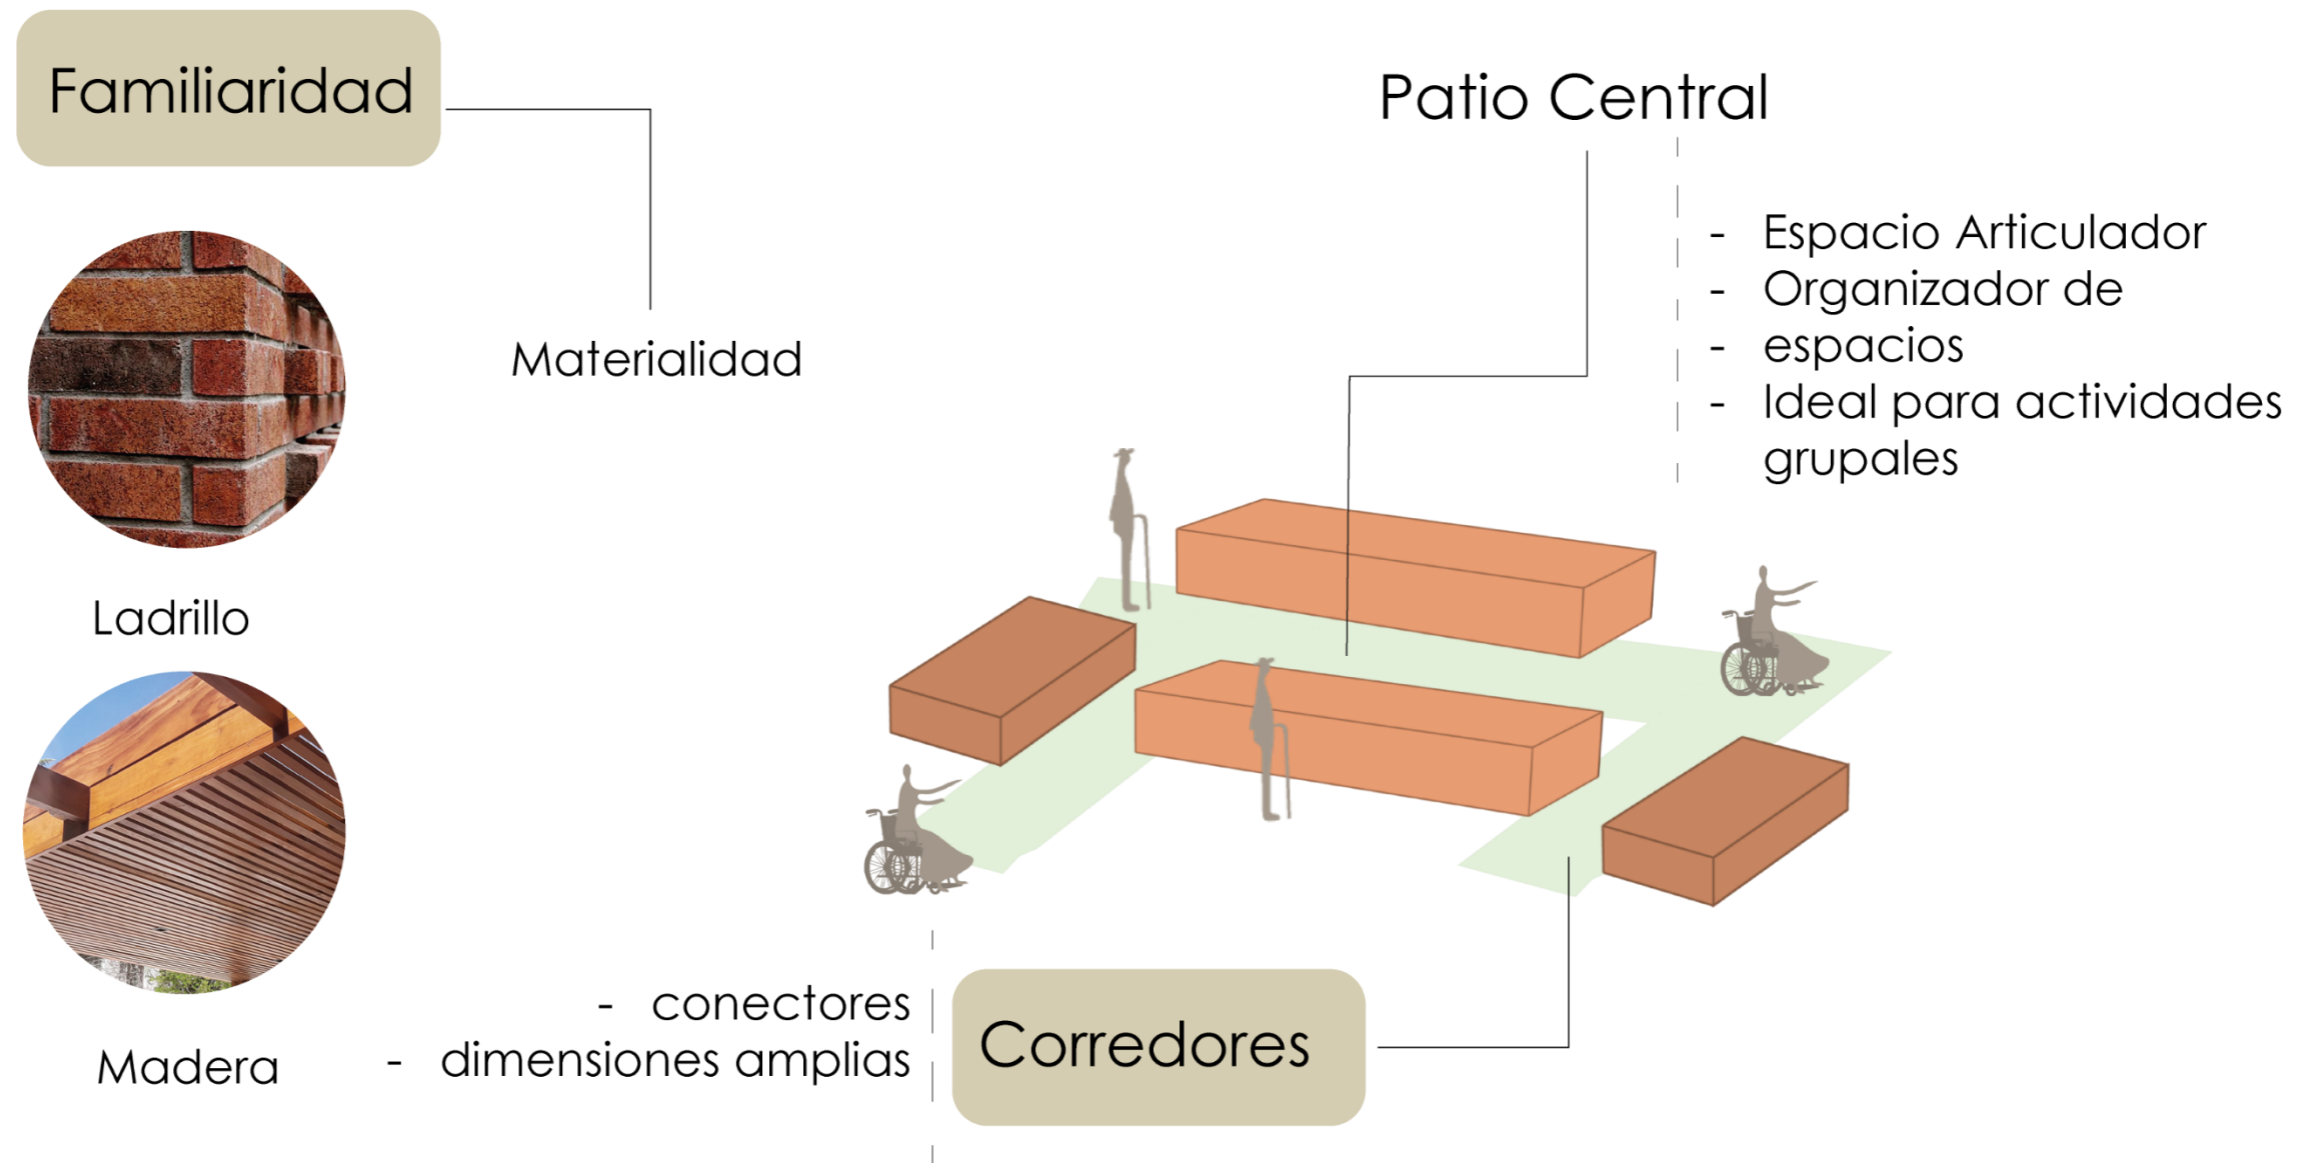 Familiaridad
Materialidad
Ladrillo
Madera
Patio Central
- Espacio Articulador
- Organizador de
- espacios
- Ideal para actividades
grupales
- conectores
- dimensiones amplias
Corredores